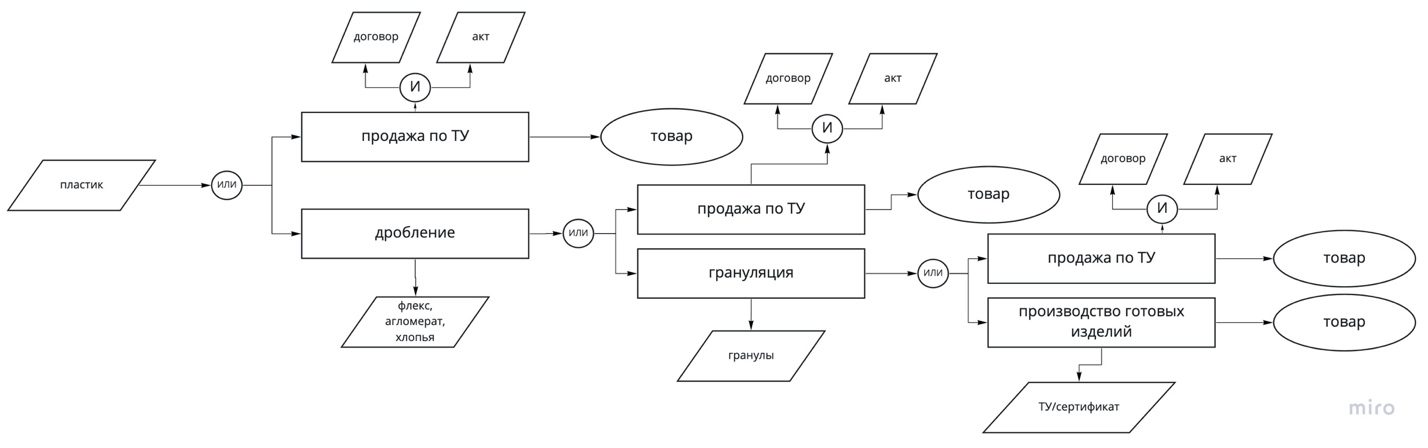 договор
акт
И
продажа по ТУ
товар
договор
акт
И
пластик
ИЛИ
продажа по ТУ
товар
договор
акт
И
дробление
ИЛИ
грануляция
ИЛИ
продажа по ТУ
товар
флекс,
агломерат,
хлопья
гранулы
производство готовых
изделий
товар
ТУ/сертификат
miro